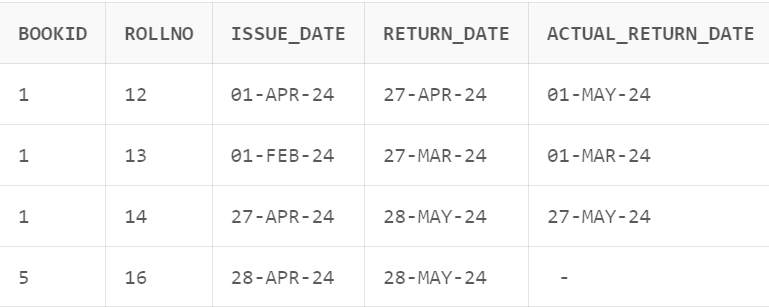 BOOKID ROLLNO ISSUE_DATE RETURN_DATE ACTUAL_RETURN_DATE
1 12 01-APR-24 27-APR-24 01-MAY-24
1 13 01-FEB-24 27-MAR-24 01-MAR-24
1 14 27-APR-24 28-MAY-24 27-MAY-24
5 16 28-APR-24 28-MAY-24 -